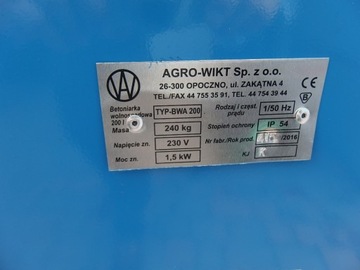 AGRO-WIKT Sp. z o.o.
26-300 OPOCZNO, ul. ZAKĄTNA 4
TEL./FAX 44 755 35 91, TEL. 44 754 39 44
Betoniarka
200 l
TYP-BWA 200
Rodzaj i częst.
prądu
1/50 Hz
Masa
240 kg
Stopień ochrony
IP 54
Napięcie zn.
230 V
Nr fabr./Rok prod.
/2016
Moc zn.
1,5 kW
KJ
K
CE
B